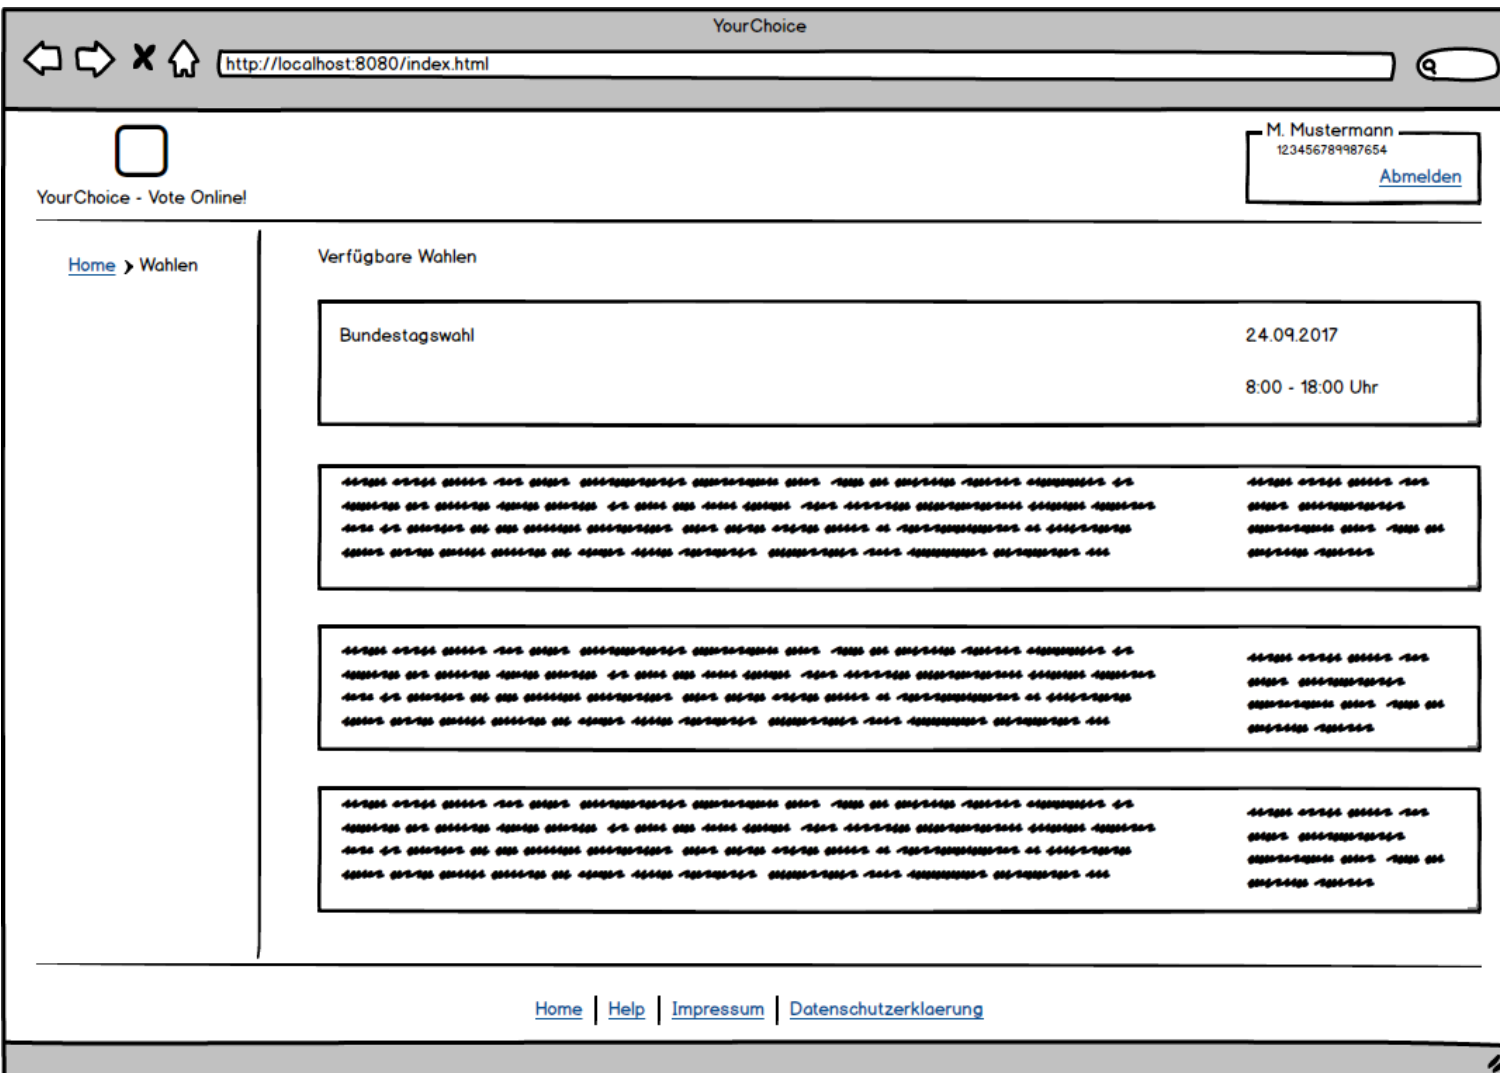 YourChoice
http://localhost:8080/index.html
M. Mustermann
123456789987654
Abmelden
YourChoice - Vote Online!
Home > Wahlen
Verfügbare Wahlen
Bundestagswahl
24.09.2017
8:00 - 18:00 Uhr
Home | Help | Impressum | Datenschutzerklaerung